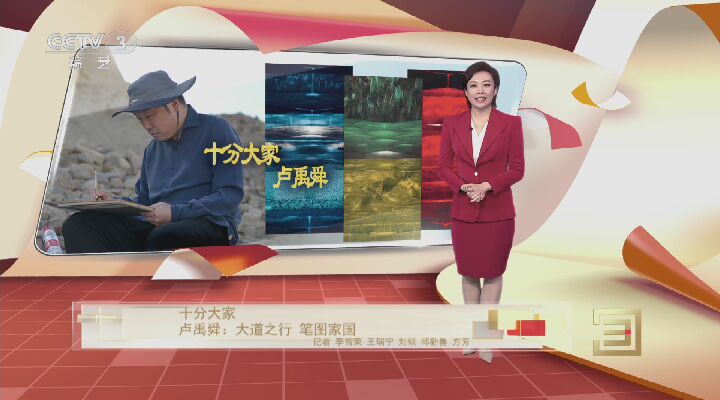 CCTV 3
综艺
十分大家
卢禹舜
十分大家
卢禹舜：大道之行 笔图家国
记者 李雪荣 王瑞宁 刘硕 邱新鲁 方芳